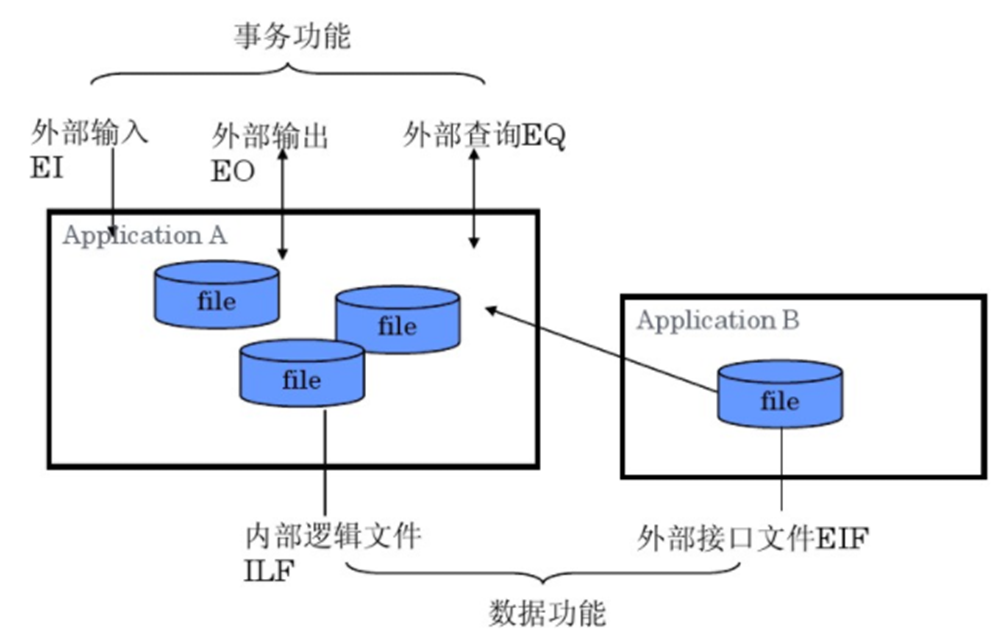 事务功能
外部输入
EI
外部输出
EO
外部查询EQ
Application A
file
file
file
Application B
file
内部逻辑文件
ILF
外部接口文件EIF
数据功能